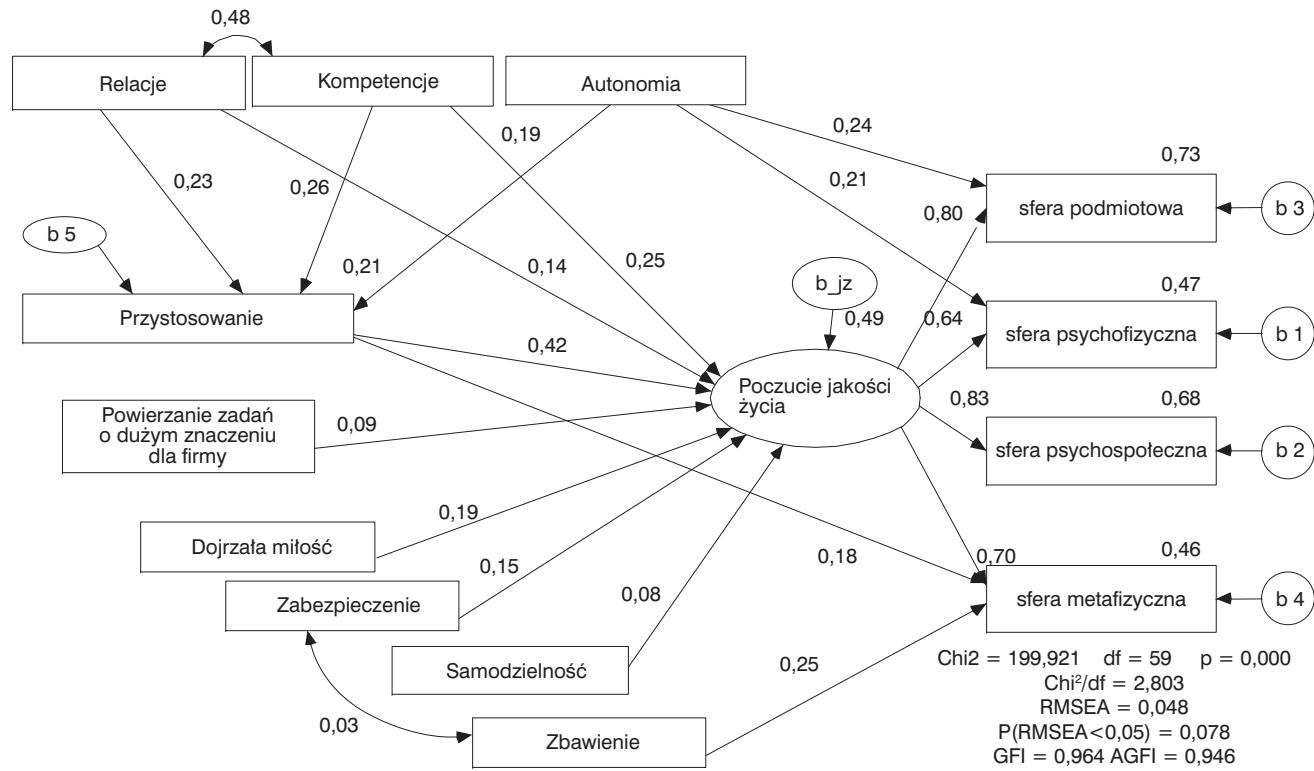 0,48
Relacje
Kompetencje
Autonomia
0,24
0,19
0,73
0,23
0,26
0,21
sfera podmiotowa
b 3
0,80
b 5
0,21
0,14
0,25
b_jz
0,47
Przystosowanie
0,49
0,64
sfera psychofizyczna
b 1
0,42
Poczucie jakości
życia
Powierzanie zadań
o dużym znaczeniu
dla firmy
0,09
0,83
0,68
sfera psychospołeczna
b 2
0,19
Dojrzała miłość
0,15
0,18
0,70
0,46
Zabezpieczenie
0,08
sfera metafizyczna
b 4
Samodzielność
0,25
0,03
Zbawienie
Chi2 = 199,921 df = 59 p = 0,000
Chi²/df = 2,803
RMSEA = 0,048
P(RMSEA<0,05) = 0,078
GFI = 0,964 AGFI = 0,946